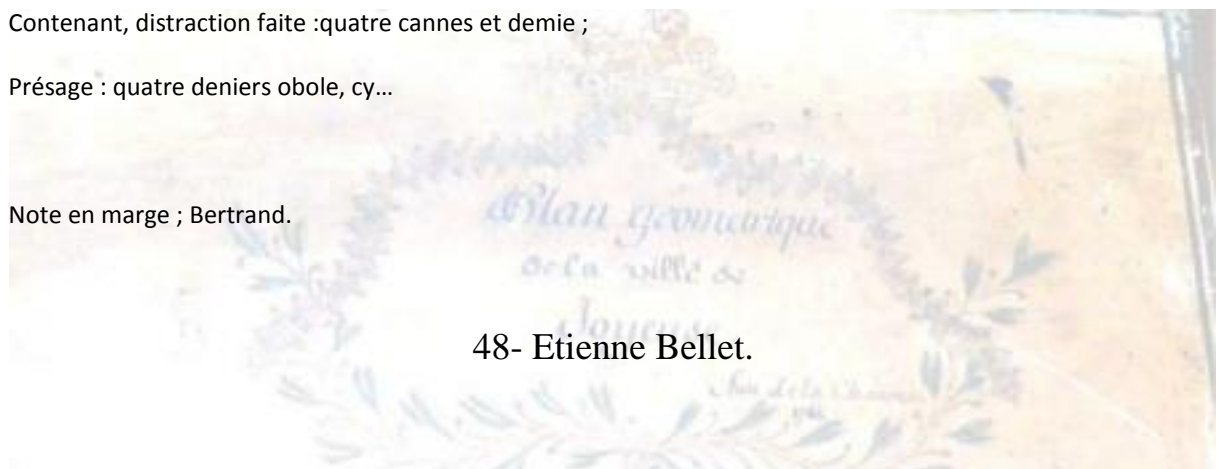 Contenant, distraction faite :quatre cannes et demie ;
Présage : quatre deniers obole, cy…
Note en marge ; Bertrand.
Plan geometrique
de la ville de
Joyeuse
48- Etienne Bellet.